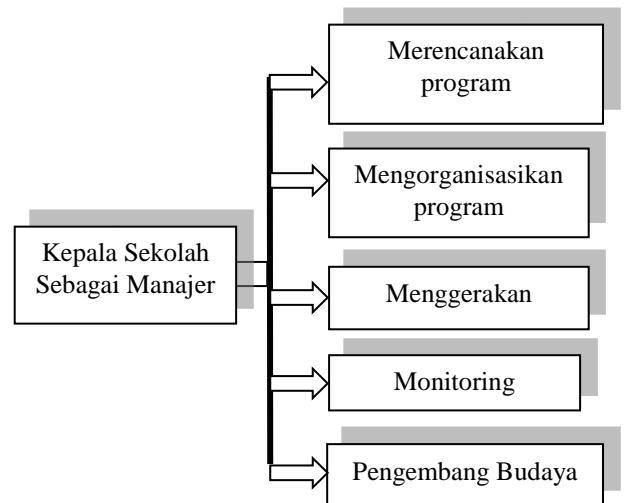 Merencanakan
program
Mengorganisasikan
program
Kepala Sekolah
Sebagai Manajer
Menggerakan
Monitoring
Pengembang Budaya